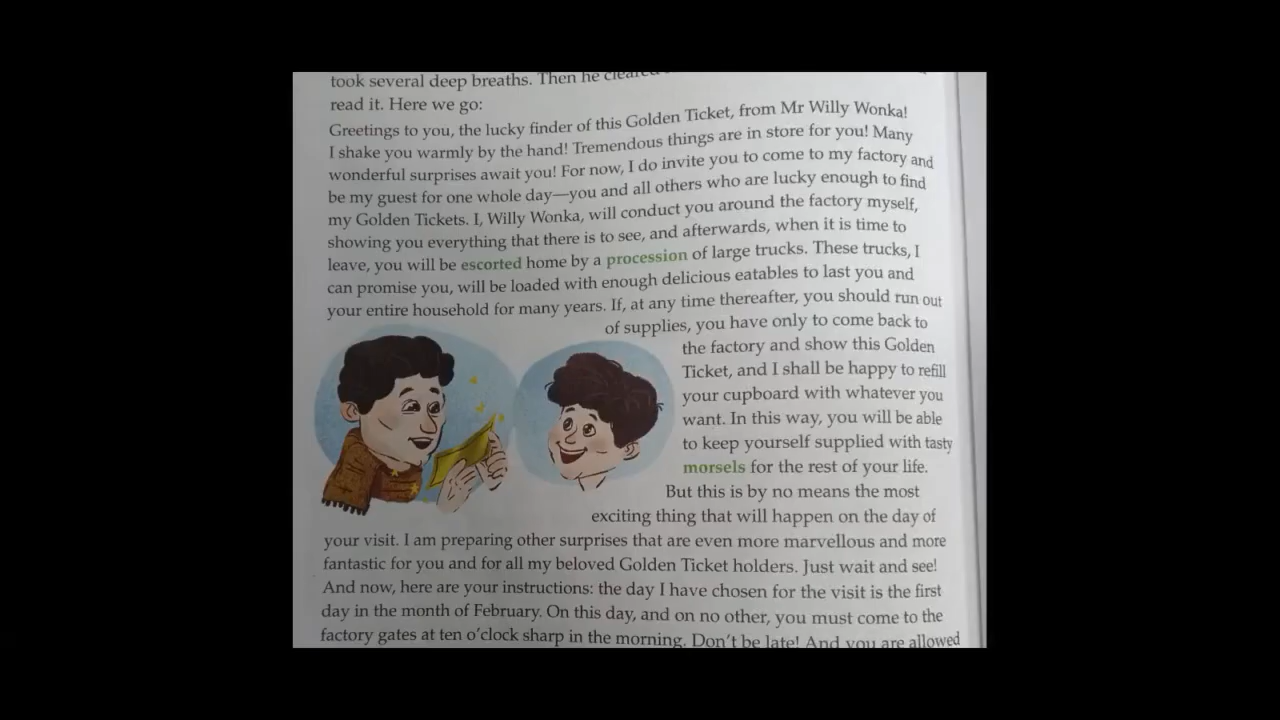 took several deep breaths. Then he cleared
read it. Here we go:
Greetings to you, the lucky finder of this Golden Ticket, from Mr Willy Wonka!
I shake you warmly by the hand! Tremendous things are in store for you! Many
wonderful surprises await you! For now, I do invite you to come to my factory and
be my guest for one whole day—you and all others who are lucky enough to find
my Golden Tickets. I, Willy Wonka, will conduct you around the factory myself,
showing you everything that there is to see, and afterwards, when it is time to
leave, you will be escorted home by a procession of large trucks. These trucks, I
can promise you, will be loaded with enough delicious eatables to last you and
your entire household for many years. If, at any time thereafter, you should run out
of supplies, you have only to come back to
the factory and show this Golden
Ticket, and I shall be happy to refill
your cupboard with whatever you
want. In this way, you will be able
to keep yourself supplied with tasty
morsels for the rest of your life.
But this is by no means the most
exciting thing that will happen on the day of
your visit. I am preparing other surprises that are even more marvellous and more
fantastic for you and for all my beloved Golden Ticket holders. Just wait and see!
And now, here are your instructions: the day I have chosen for the visit is the first
day in the month of February. On this day, and on no other, you must come to the
factory gates at ten o'clock sharp in the morning. Don't be late! And you are allowed